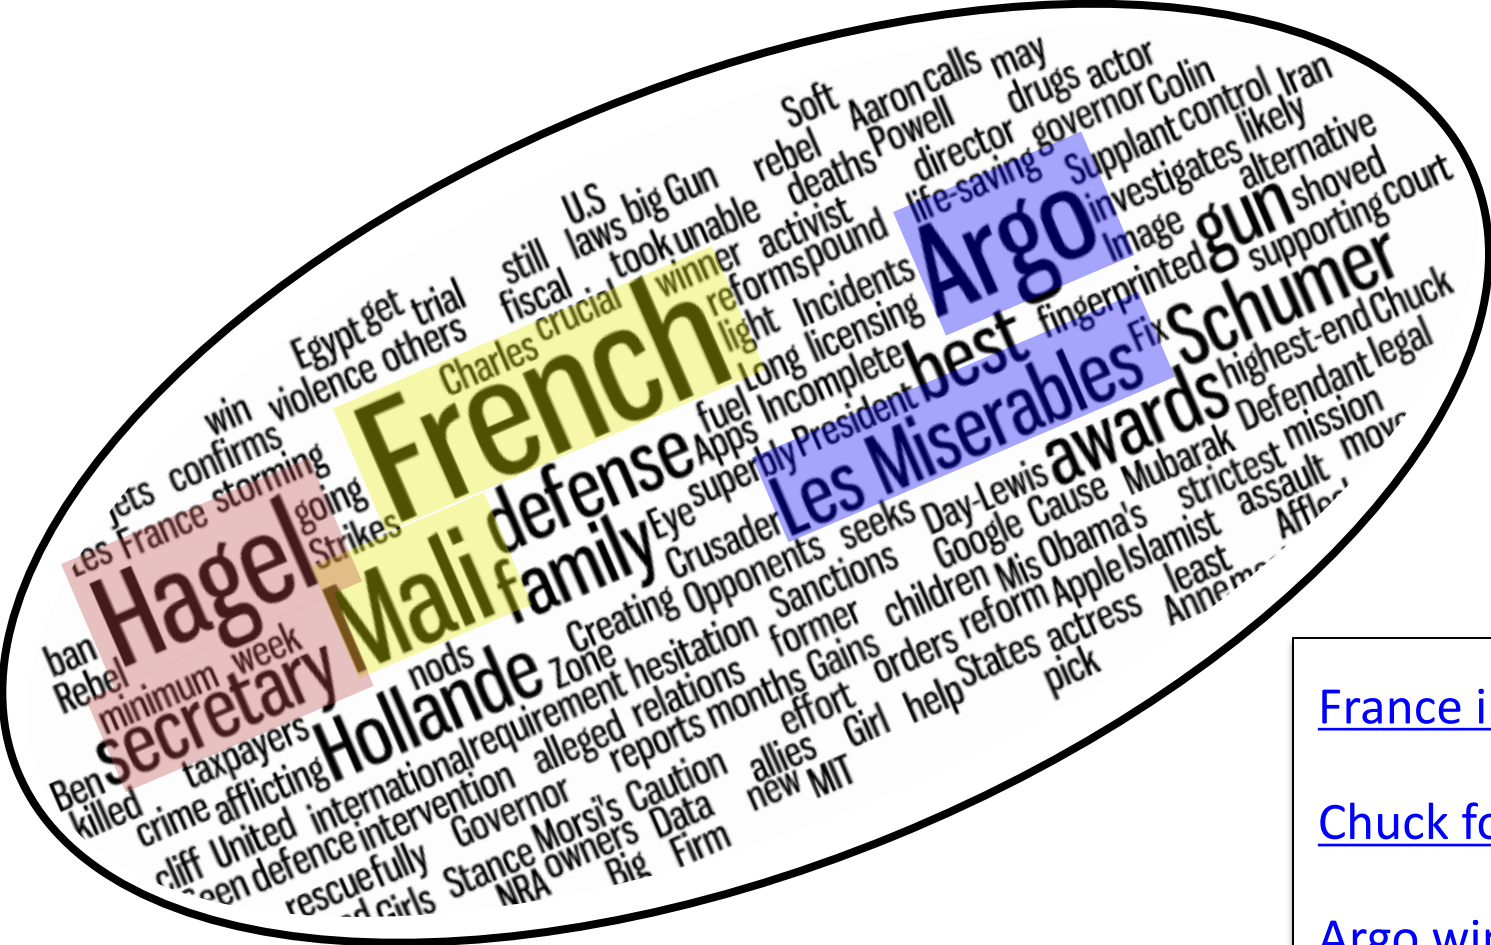 Soft Aaron calls may
rebel deaths Powell drugs actor
U.S big Gun director governor Colin
still laws took unable life-saving Supplant control Iran
Egypt get trial fiscal crucial winner activist investigates likely
violence others Charles reforms pound Argo Image alternative
win French light Incidents gun shoved
confirms storming Long licensing fingerprinted supporting court
France going fuel Incomplete best Fix Schumer
Hagel Strikes defense Apps President highest-end Chuck
ban Mali family Eye superbly Les Miserables awards Defendant legal
Rebel minimum week Crusader Day-Lewis Mubarak mission
secretary nods Creating Opponents seeks Google Cause strictest
Ben taxpayers Hollande Zone hesitation Sanctions children Mis Obama's assault
killed crime afflicting requirement relations former reform Apple Islamist
cliff United international alleged months Gains orders States actress least
defence intervention reports effort help pick
rescue fully Governor Caution allies Girl
Stance Morsi's Data new MIT
Girls NRA owners Big Firm
France i
Chuck fo
Argo wi